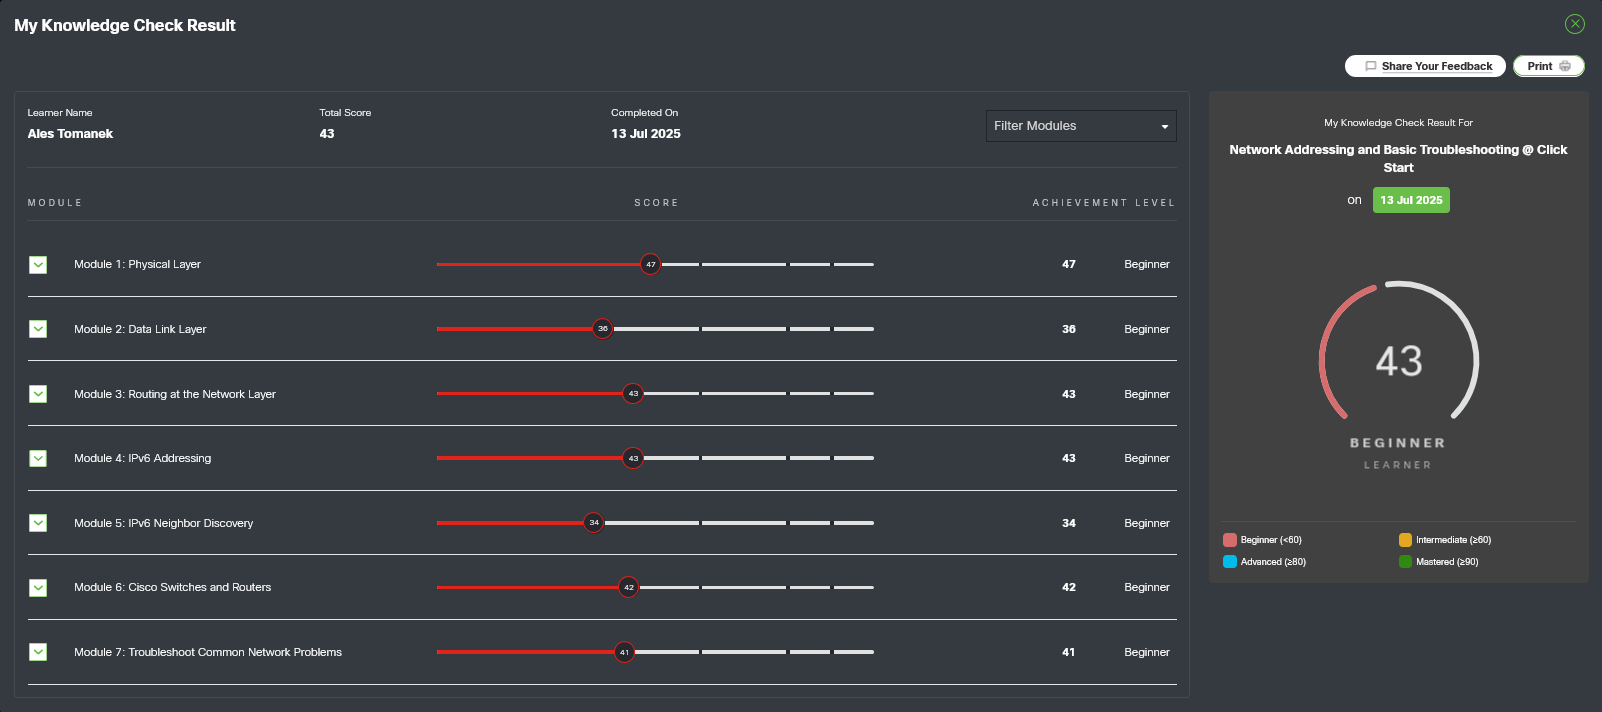 My Knowledge Check Result
Share Your Feedback
Print
Learner Name
Ales Tomanek
Total Score
43
Completed On
13 Jul 2025
Filter Modules
MODULE SCORE ACHIEVEMENT LEVEL
Module 1: Physical Layer 47 47 Beginner
Module 2: Data Link Layer 36 36 Beginner
Module 3: Routing at the Network Layer 43 43 Beginner
Module 4: IPv6 Addressing 43 43 Beginner
Module 5: IPv6 Neighbor Discovery 34 34 Beginner
Module 6: Cisco Switches and Routers 42 42 Beginner
Module 7: Troubleshoot Common Network Problems 41 41 Beginner
My Knowledge Check Result For
Network Addressing and Basic Troubleshooting @ Click
Start
on 13 Jul 2025
43
BEGINNER
LEARNER
Beginner (<60) Intermediate (≥60)
Advanced (≥80) Mastered (≥90)